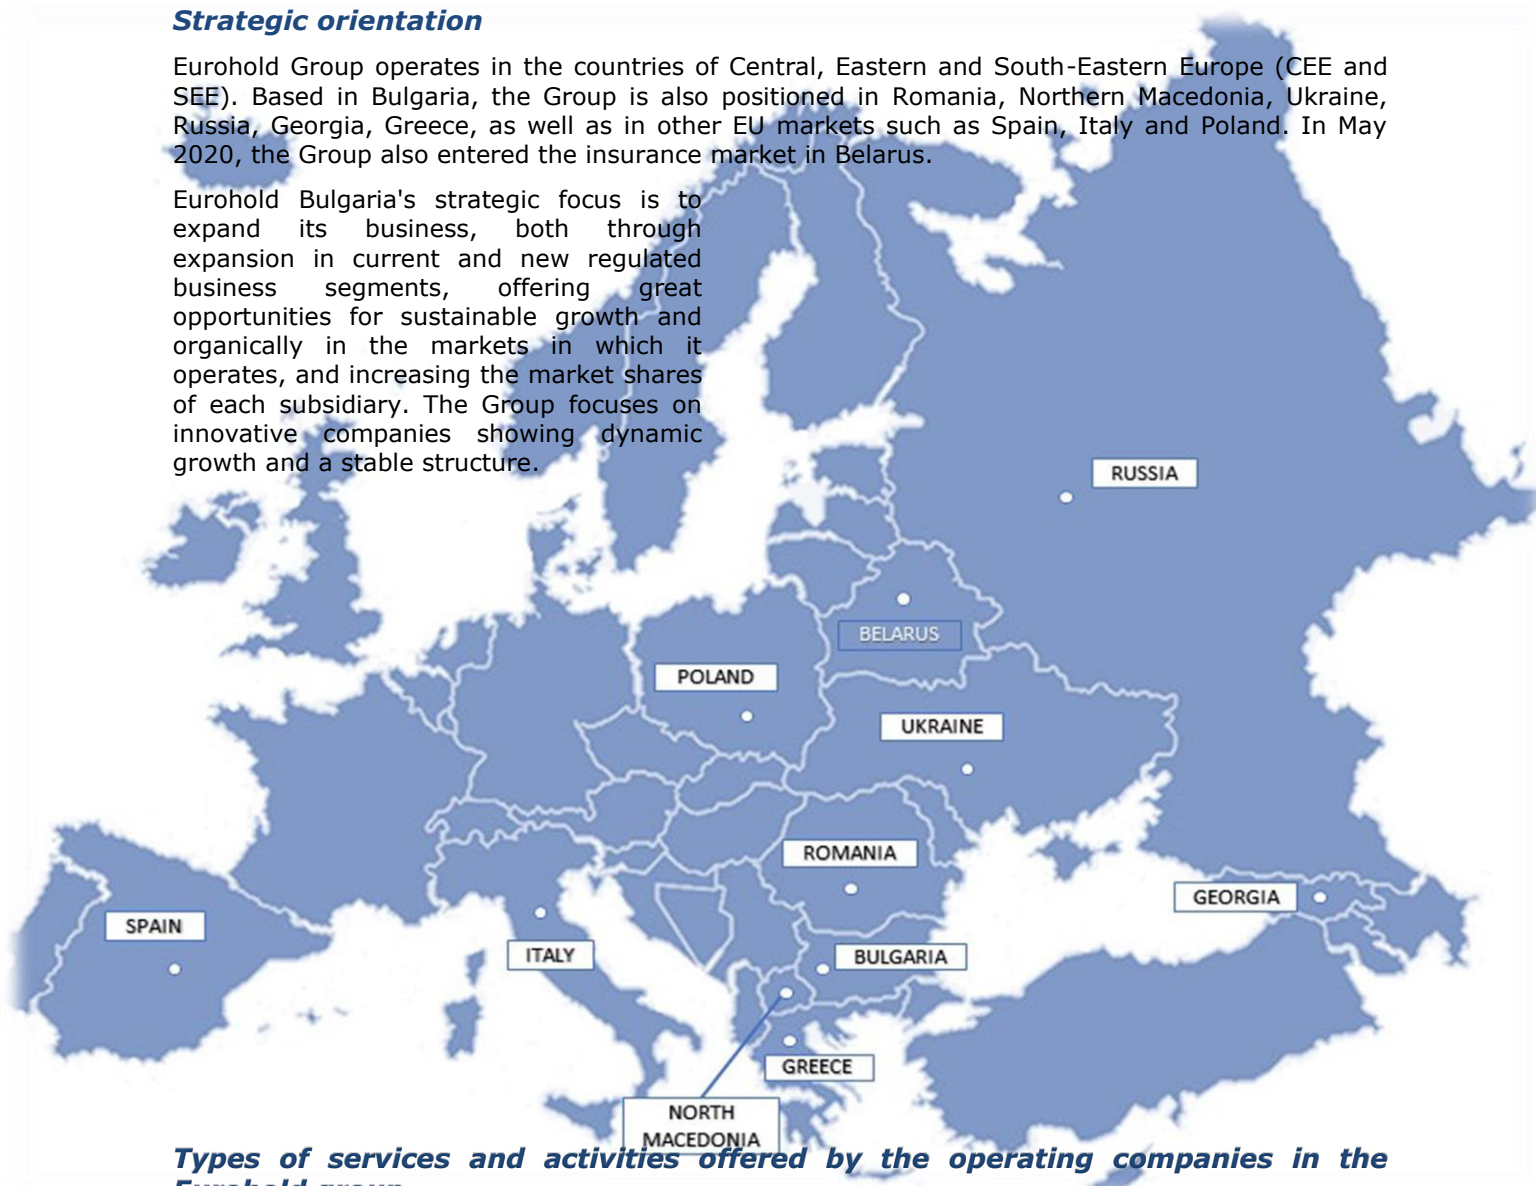 Strategic orientation
Eurohold Group operates in the countries of Central, Eastern and South-Eastern Europe (CEE and
SEE). Based in Bulgaria, the Group is also positioned in Romania, Northern Macedonia, Ukraine,
Russia, Georgia, Greece, as well as in other EU markets such as Spain, Italy and Poland. In May
2020, the Group also entered the insurance market in Belarus.
Eurohold Bulgaria's strategic focus is to
expand its business, both through
expansion in current and new regulated
business segments, offering great
opportunities for sustainable growth and
organically in the markets in which it
operates, and increasing the market shares
of each subsidiary. The Group focuses on
innovative companies showing dynamic
growth and a stable structure.
RUSSIA
BELARUS
POLAND
UKRAINE
ROMANIA
GEORGIA
SPAIN
ITALY
BULGARIA
GREECE
NORTH
MACEDONIA
Types of services and activities offered by the operating companies in the
Eurohold group